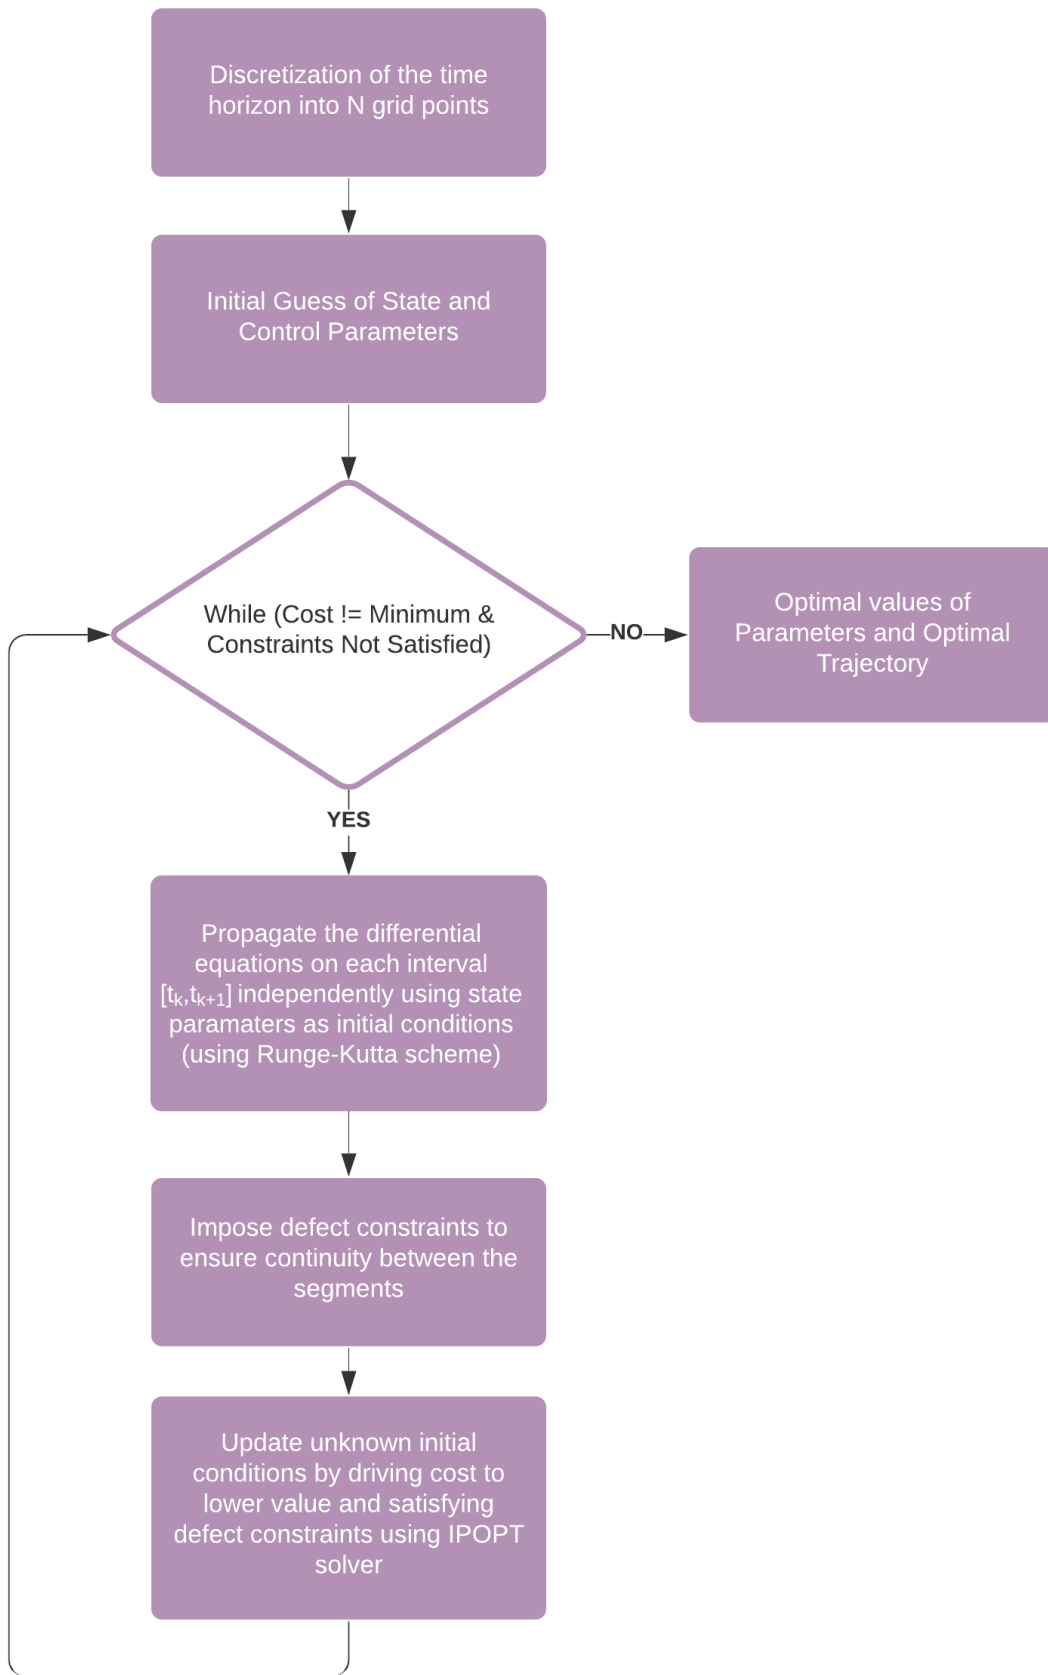 Discretization of the time
horizon into N grid points
Initial Guess of State and
Control Parameters
While (Cost != Minimum &
Constraints Not Satisfied)
NO
Optimal values of
Parameters and Optimal
Trajectory
YES
Propagate the differential
equations on each interval
[tk,tk+1] independently using state
paramaters as initial conditions
(using Runge-Kutta scheme)
Impose defect constraints to
ensure continuity between the
segments
Update unknown initial
conditions by driving cost to
lower value and satisfying
defect constraints using IPOPT
solver